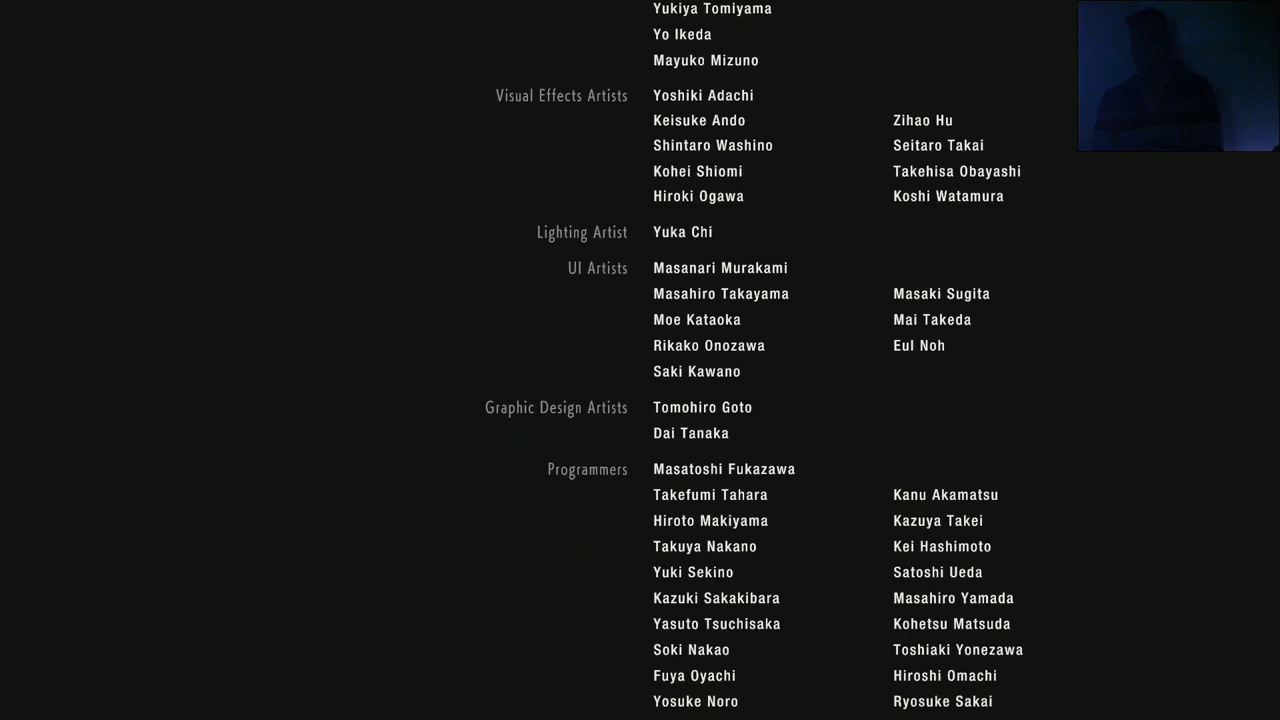 Yukiya Tomiyama
Yo Ikeda
Mayuko Mizuno
Visual Effects Artists Yoshiki Adachi
Keisuke Ando Zihao Hu
Shintaro Washino Seitaro Takai
Kohei Shiomi Takehisa Obayashi
Hiroki Ogawa Koshi Watamura
Lighting Artist Yuka Chi
UI Artists Masanari Murakami
Masahiro Takayama Masaki Sugita
Moe Kataoka Mai Takeda
Rikako Onozawa Eul Noh
Saki Kawano
Graphic Design Artists Tomohiro Goto
Dai Tanaka
Programmers Masatoshi Fukazawa
Takefumi Tahara Kanu Akamatsu
Hiroto Makiyama Kazuya Takei
Takuya Nakano Kei Hashimoto
Yuki Sekino Satoshi Ueda
Kazuki Sakakibara Masahiro Yamada
Yasuto Tsuchisaka Kohetsu Matsuda
Soki Nakao Toshiaki Yonezawa
Fuya Oyachi Hiroshi Omachi
Yosuke Noro Ryosuke Sakai